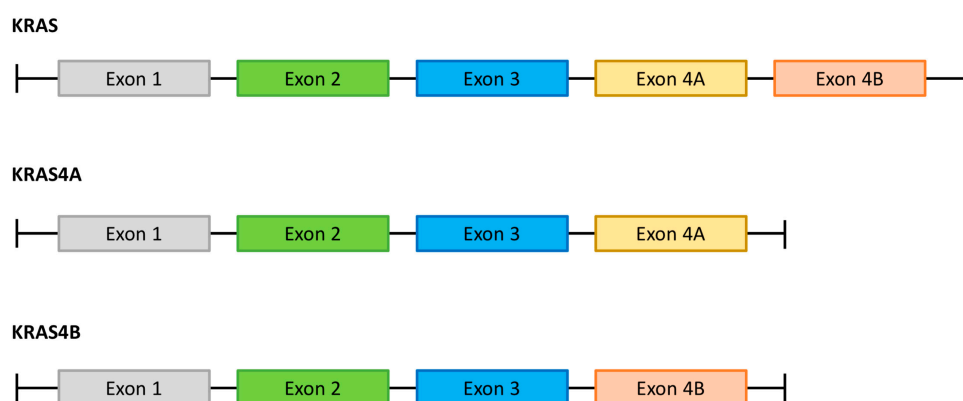 KRAS
Exon 1 Exon 2 Exon 3 Exon 4A Exon 4B
KRAS4A
Exon 1 Exon 2 Exon 3 Exon 4A
KRAS4B
Exon 1 Exon 2 Exon 3 Exon 4B